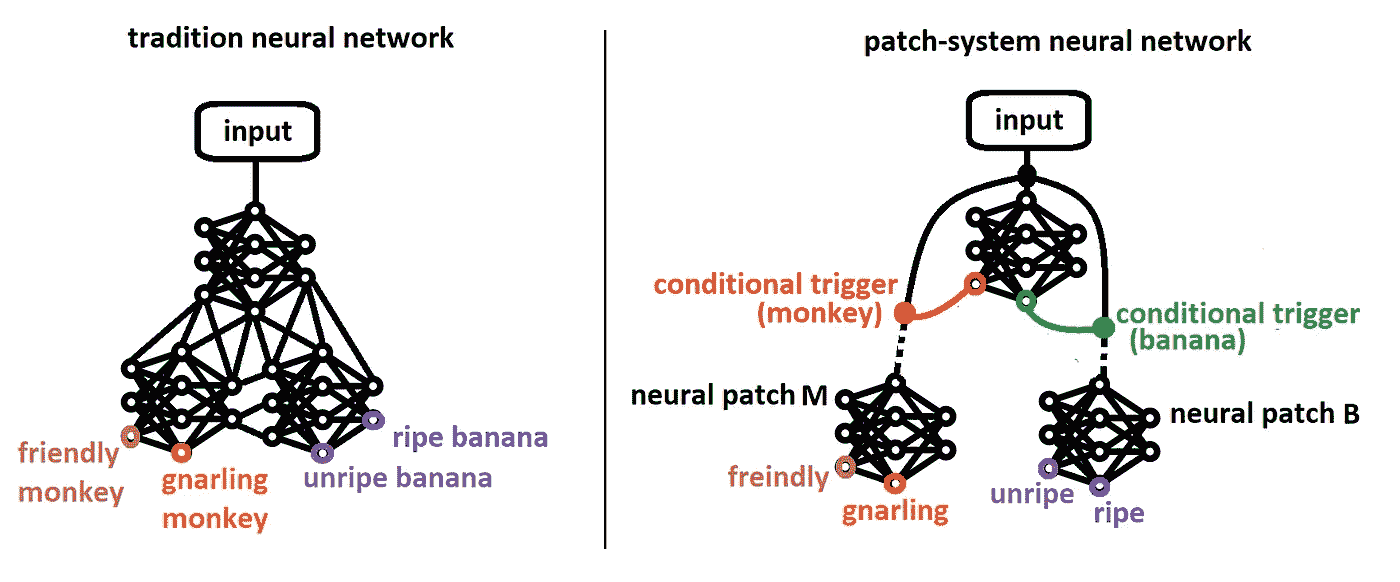 tradition neural network
input
friendly
monkey
gnarling
monkey
ripe banana
unripe banana
patch-system neural network
input
conditional trigger
(monkey)
conditional trigger
(banana)
neural patch M
freindly
gnarling
neural patch B
unripe
ripe